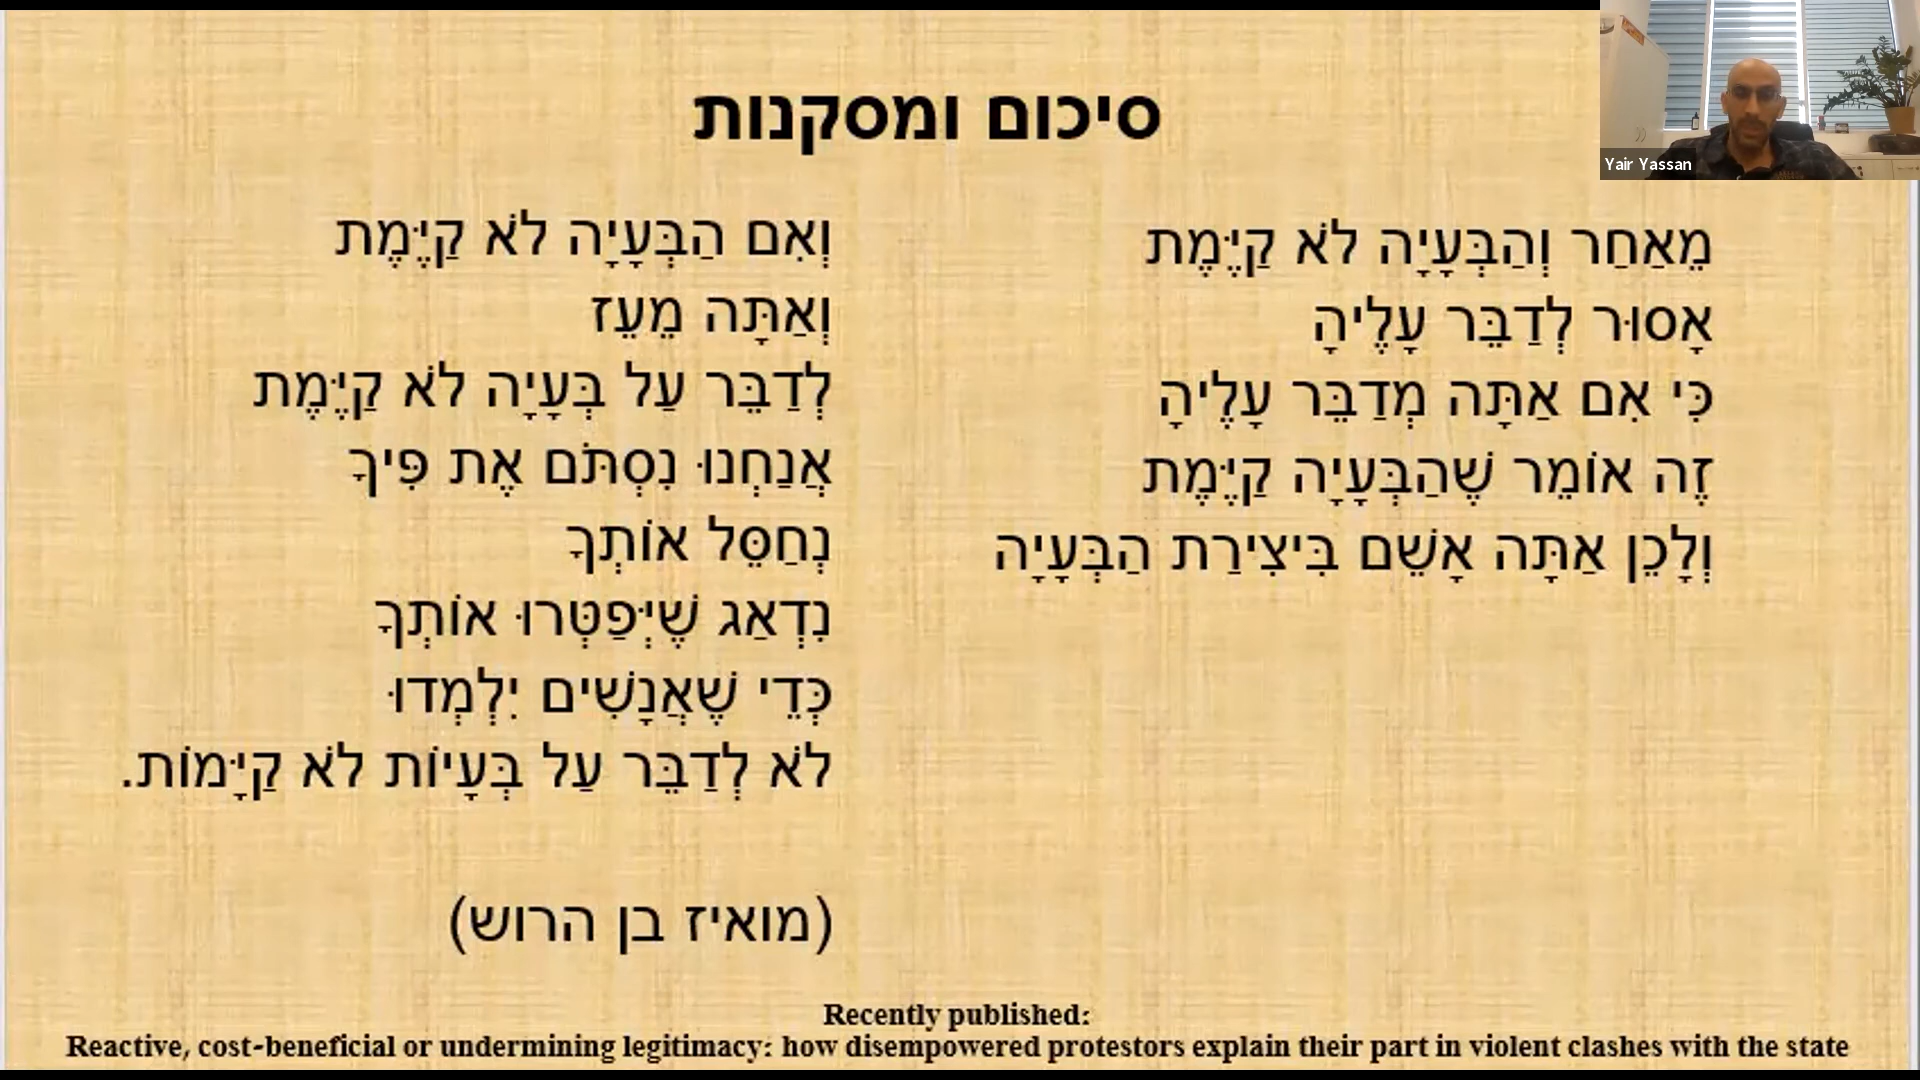 סיכום ומסקנות
Yair Yassan
מֵאַחַר וְהַבְּעָיָה לֹא קַיֶּמֶת
אָסוּר לְדַבֵּר עָלֶיהָ
כִּי אִם אַתָּה מְדַבֵּר עָלֶיהָ
זֶה אוֹמֵר שֶׁהַבְּעָיָה קַיֶּמֶת
וְלָכֵן אַתָּה אָשֵׁם בִּיצִירַת הַבְּעָיָה
וְאִם הַבְּעָיָה לֹא קַיֶּמֶת
וְאַתָּה מֵעֵז
לְדַבֵּר עַל בְּעָיָה לֹא קַיֶּמֶת
אֲנַחְנוּ נִסְתֹּם אֶת פִּיךָ
נְחַסֵּל אוֹתְךָ
נִדְאַג שֶׁיְּפַטְּרוּ אוֹתְךָ
כְּדֵי שֶׁאֲנָשִׁים יִלְמְדוּ
לֹא לְדַבֵּר עַל בְּעָיוֹת לֹא קַיָּמוֹת.
(מואיז בן הרוש)
Recently published:
Reactive, cost-beneficial or undermining legitimacy: how disempowered protestors explain their part in violent clashes with the state